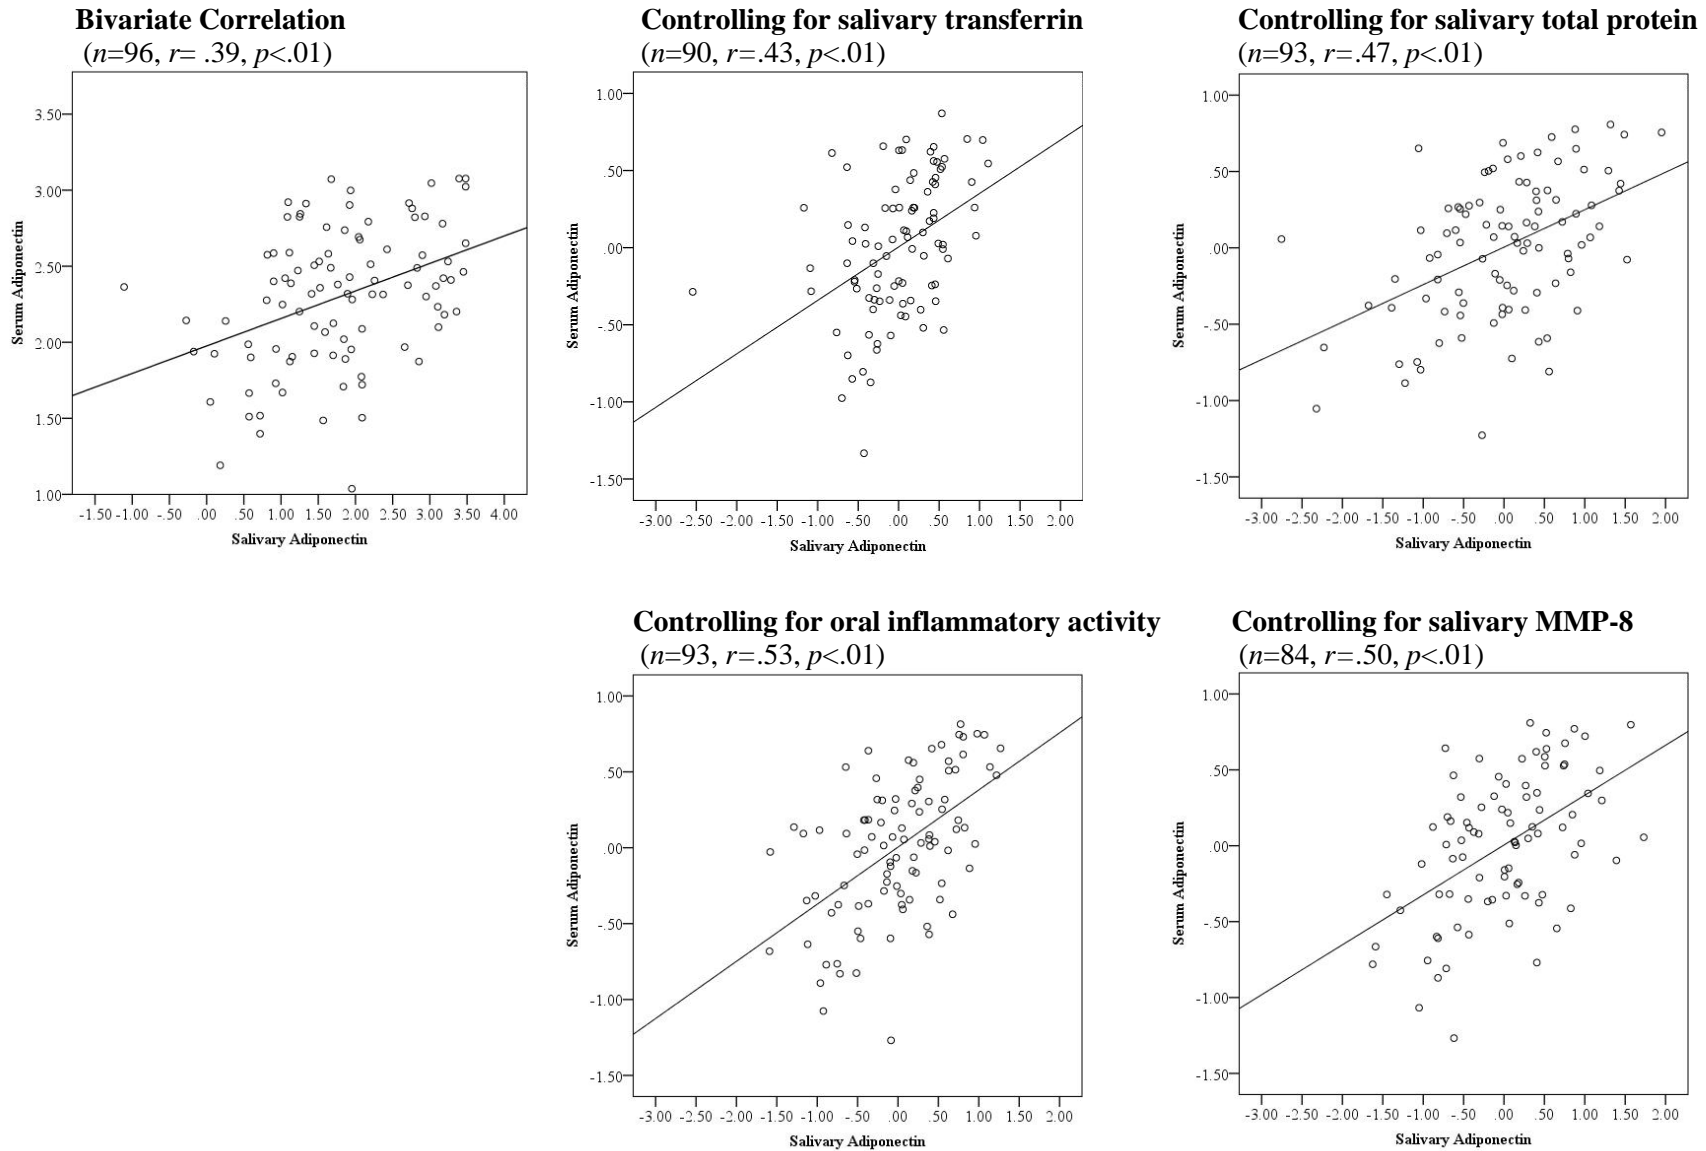 Bivariate Correlation
(n=96, r= .39, p<.01)
3.50
3.00
2.50
2.00
1.50
1.00
Serum Adiponectin
-1.50 -1.00 -.50 .00 .50 1.00 1.50 2.00 2.50 3.00 3.50 4.00
Salivary Adiponectin
Controlling for salivary transferrin
(n=90, r=.43, p<.01)
1.00
.50
.00
-.50
-1.00
-1.50
Serum Adiponectin
-3.00 -2.50 -2.00 -1.50 -1.00 -.50 .00 .50 1.00 1.50 2.00
Salivary Adiponectin
Controlling for salivary total protein
(n=93, r=.47, p<.01)
1.00
.50
.00
-.50
-1.00
-1.50
Serum Adiponectin
-3.00 -2.50 -2.00 -1.50 -1.00 -.50 .00 .50 1.00 1.50 2.00
Salivary Adiponectin
Controlling for oral inflammatory activity
(n=93, r=.53, p<.01)
1.00
.50
.00
-.50
-1.00
-1.50
Serum Adiponectin
-3.00 -2.50 -2.00 -1.50 -1.00 -.50 .00 .50 1.00 1.50 2.00
Salivary Adiponectin
Controlling for salivary MMP-8
(n=84, r=.50, p<.01)
1.00
.50
.00
-.50
-1.00
-1.50
Serum Adiponectin
-3.00 -2.50 -2.00 -1.50 -1.00 -.50 .00 .50 1.00 1.50 2.00
Salivary Adiponectin